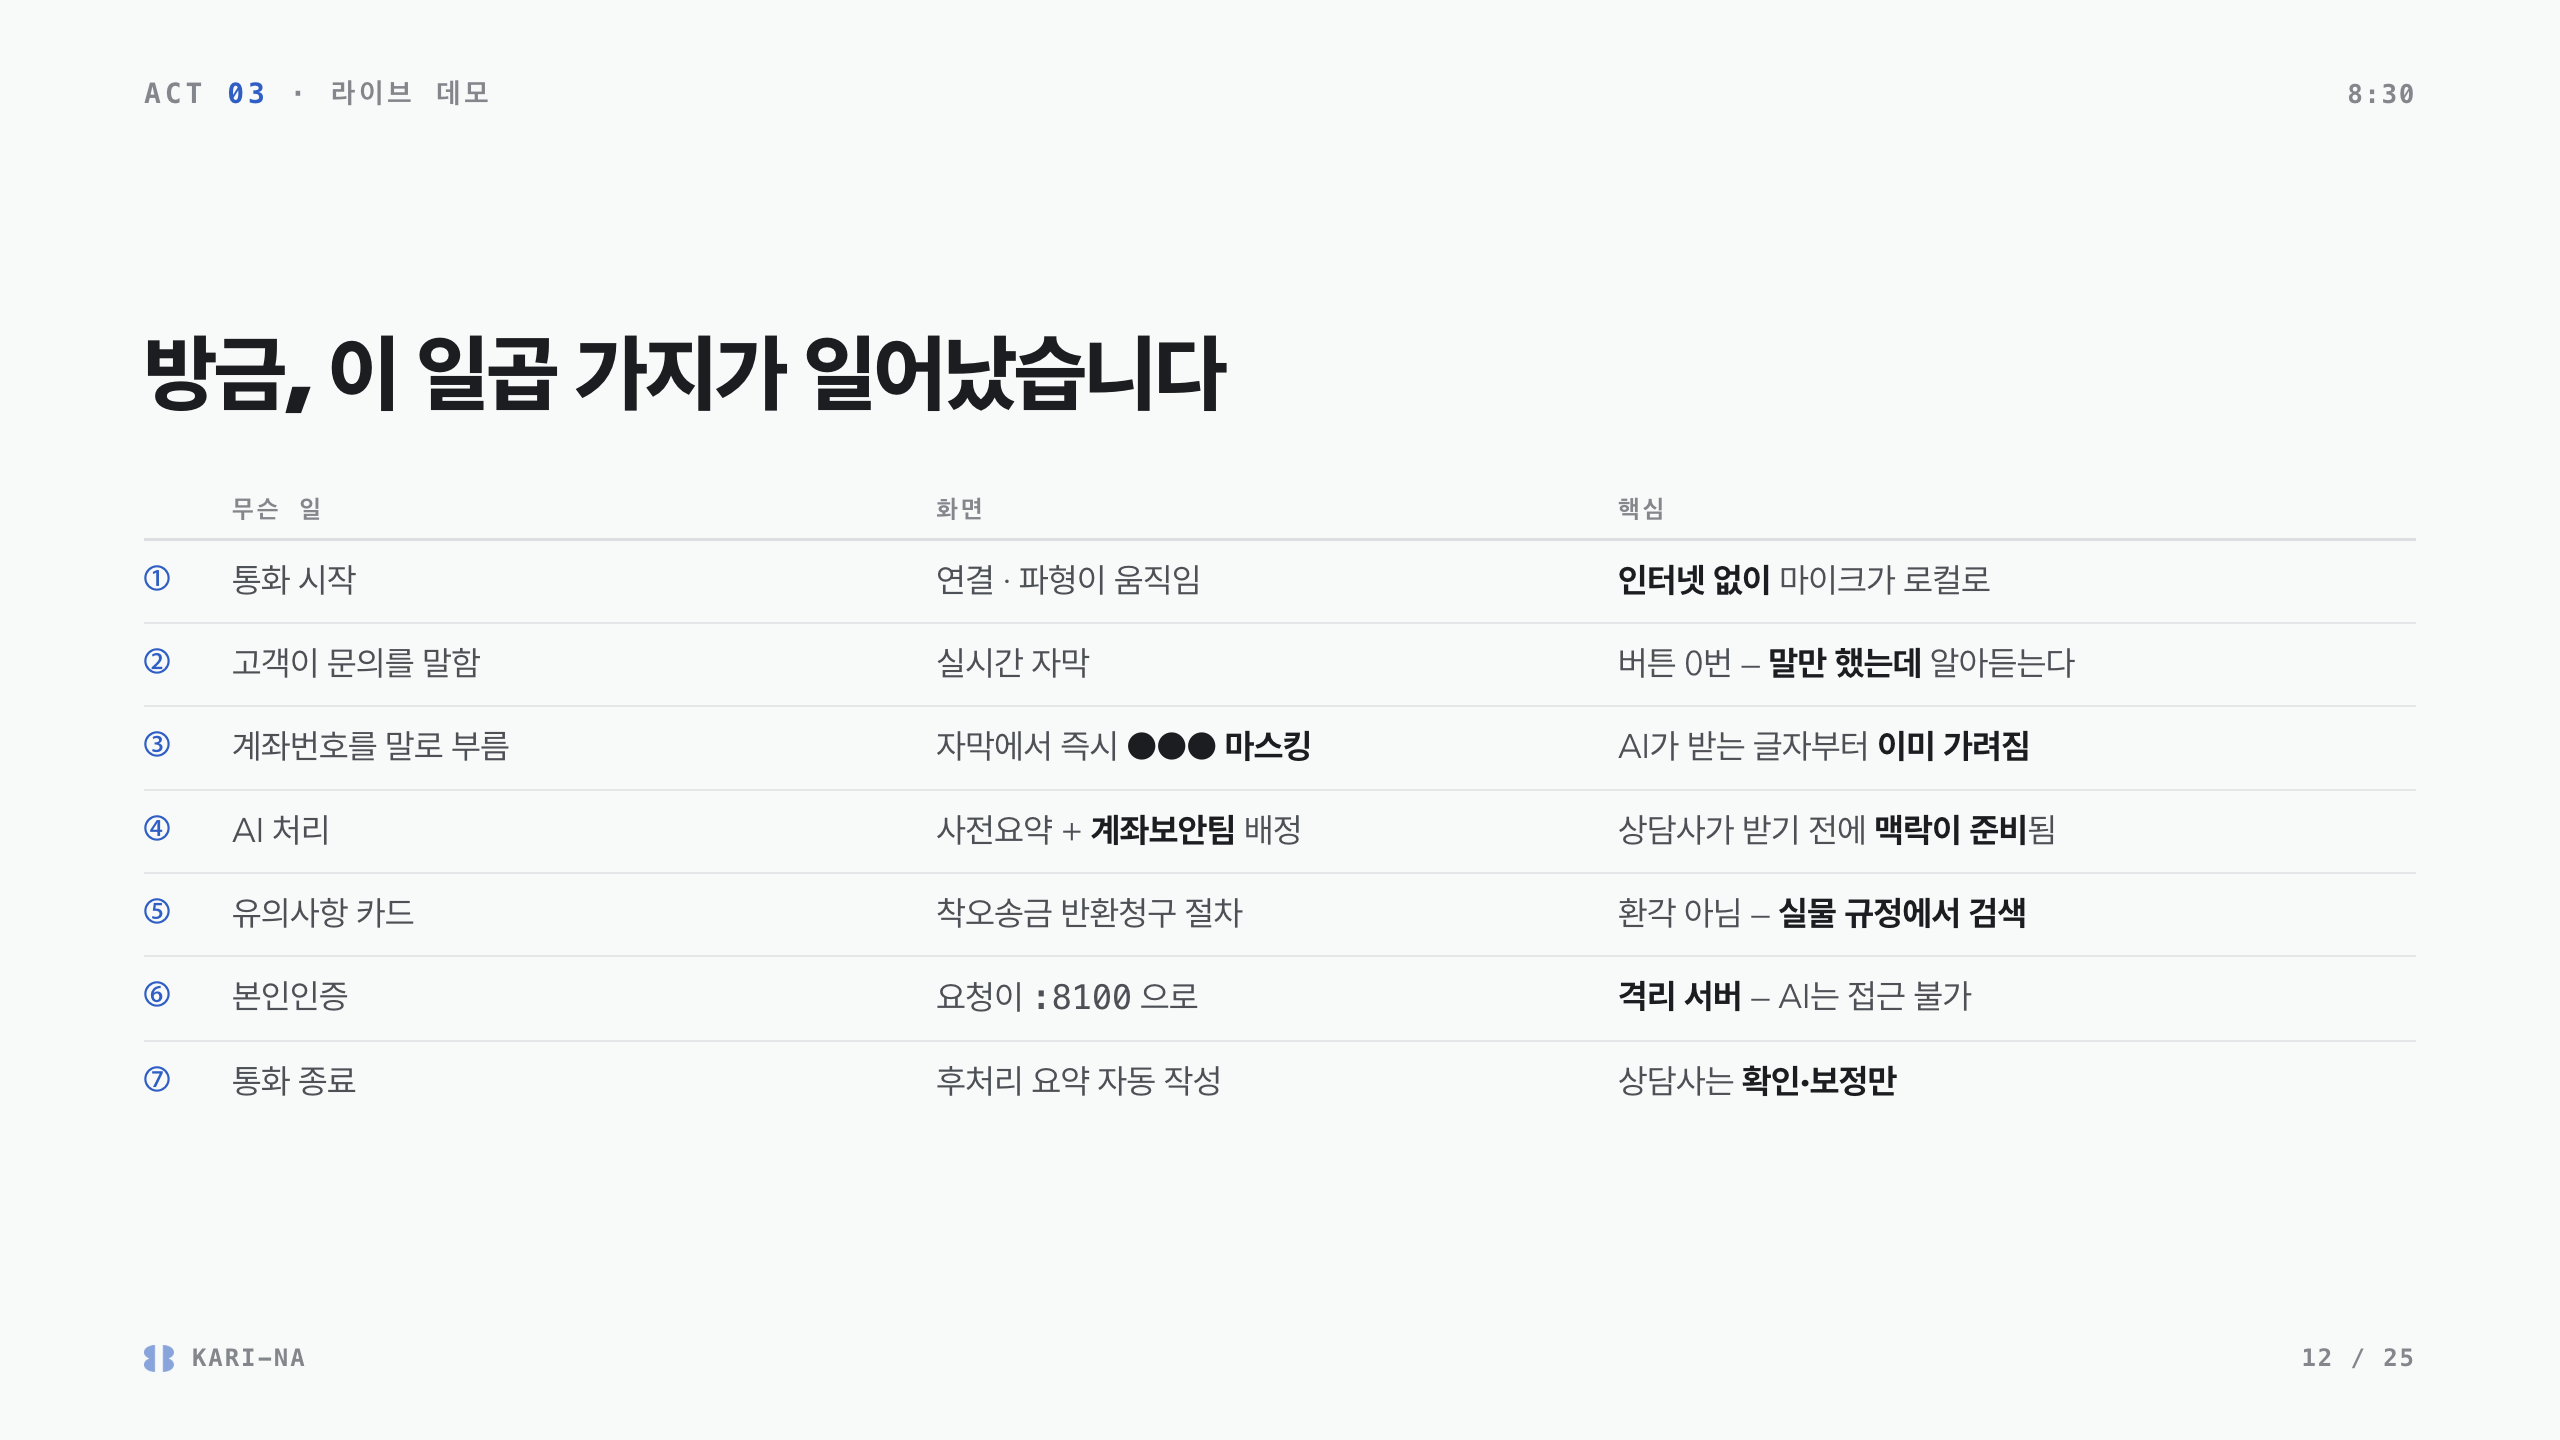 ACT 03 · 라이브 데모
8:30
방금, 이 일곱 가지가 일어났습니다
무슨 일 화면 핵심
① 통화 시작 연결 · 파형이 움직임 인터넷 없이 마이크가 로컬로
② 고객이 문의를 말함 실시간 자막 버튼 0번 – 말만 했는데 알아듣는다
③ 계좌번호를 말로 부름 자막에서 즉시 ●●● 마스킹 AI가 받는 글자부터 이미 가려짐
④ AI 처리 사전요약 + 계좌보안팀 배정 상담사가 받기 전에 맥락이 준비됨
⑤ 유의사항 카드 착오송금 반환청구 절차 환각 아님 – 실물 규정에서 검색
⑥ 본인인증 요청이 :8100 으로 격리 서버 – AI는 접근 불가
⑦ 통화 종료 후처리 요약 자동 작성 상담사는 확인·보정만
KARI-NA
12 / 25